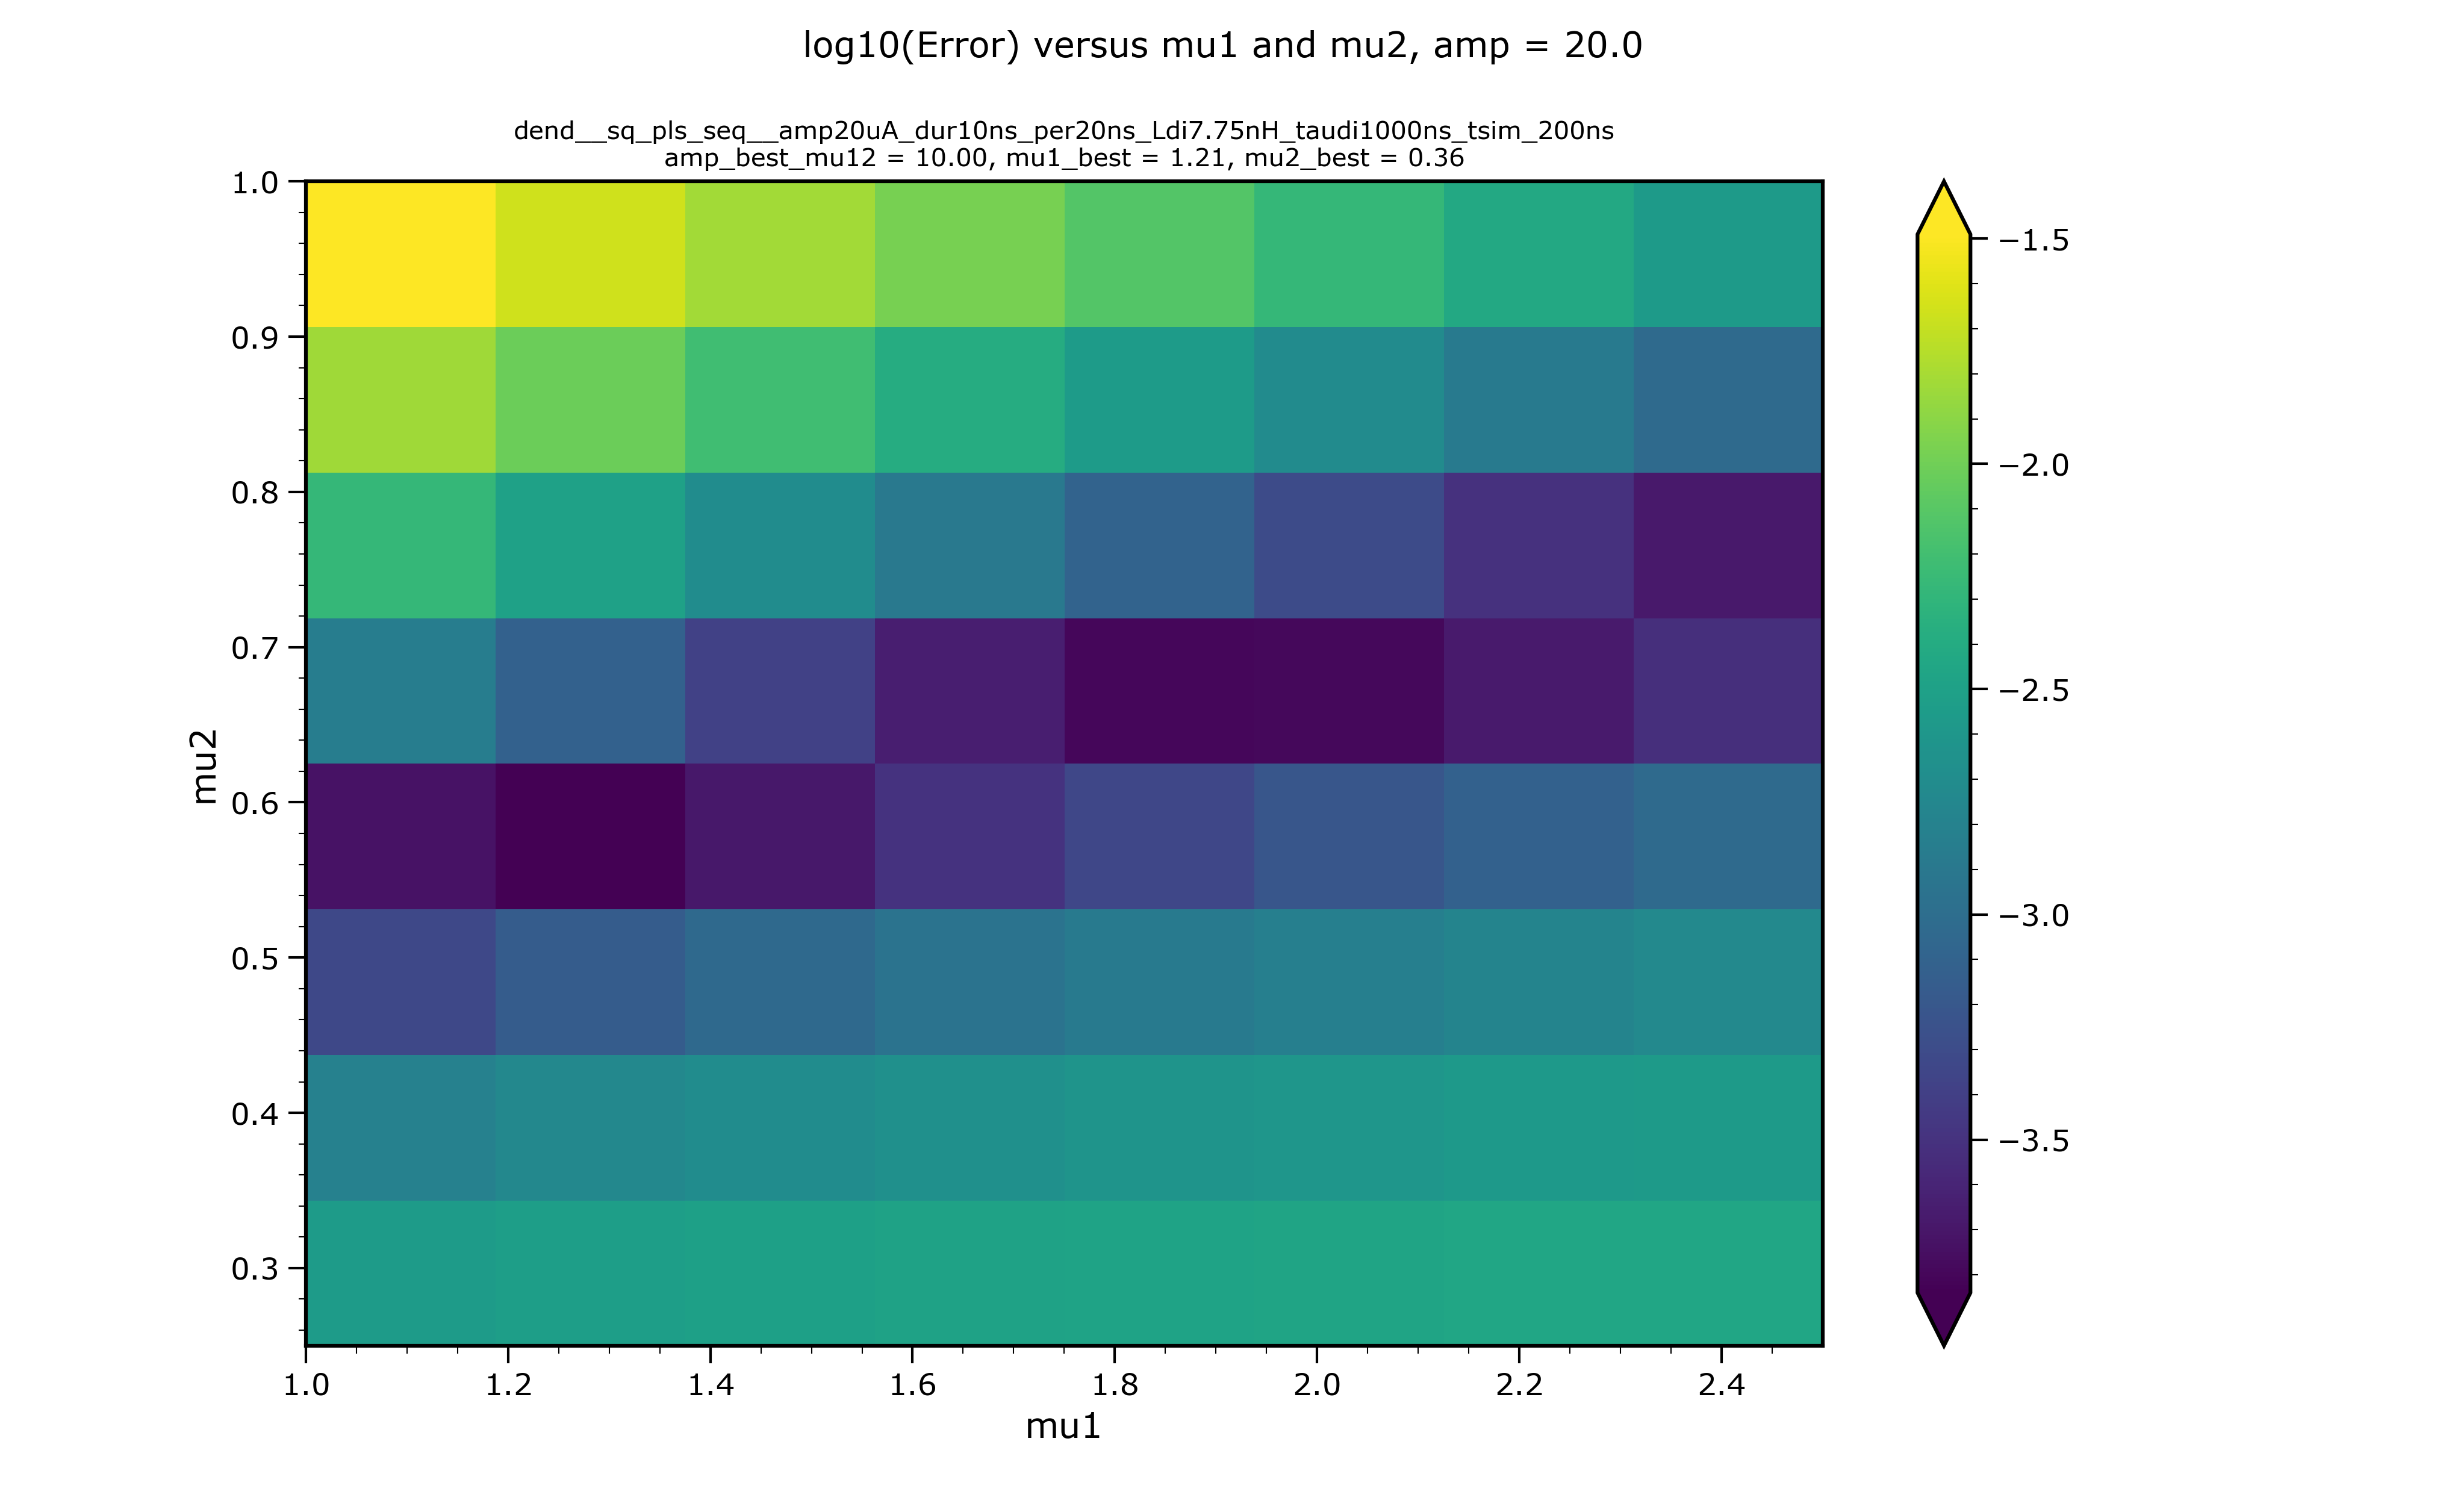 log10(Error) versus mu1 and mu2, amp = 20.0
dend__sq_pls_seq__amp20uA_dur10ns_per20ns_Ldi7.75nH_taudi1000ns_tsim_200ns
amp_best_mu12 = 10.00, mu1_best = 1.21, mu2_best = 0.36
1.0
0.9
0.8
0.7
0.6
0.5
0.4
0.3
mu2
1.0 1.2 1.4 1.6 1.8 2.0 2.2 2.4
mu1
−1.5
−2.0
−2.5
−3.0
−3.5